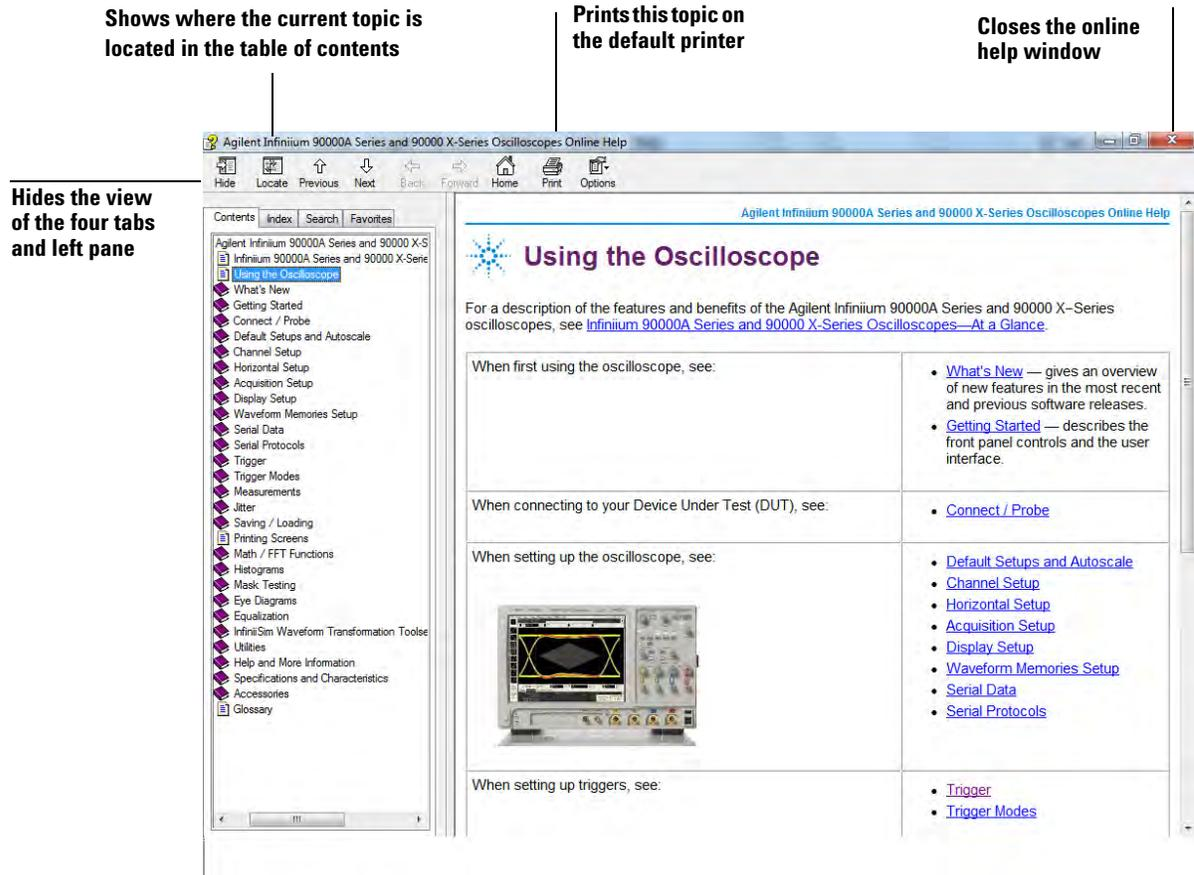 Shows where the current topic is
located in the table of contents
Prints this topic on
the default printer
Closes the online
help window
Hides the view
of the four tabs
and left pane
Agilent Infiniium 90000A Series and 90000 X-Series Oscilloscopes Online Help
Hide Locate Previous Next Back Forward Home Print Options
Contents Index Search Favorites
Agilent Infiniium 90000A Series and 90000 X-S
Infiniium 90000A Series and 90000 X-Serie
Using the Oscilloscope
What's New
Getting Started
Connect / Probe
Default Setups and Autoscale
Channel Setup
Horizontal Setup
Acquisition Setup
Display Setup
Waveform Memories Setup
Serial Data
Serial Protocols
Trigger
Trigger Modes
Measurements
Jitter
Saving / Loading
Printing Screens
Math / FFT Functions
Histograms
Mask Testing
Eye Diagrams
Equalization
InfiniiSim Waveform Transformation Toolse
Utilities
Help and More Information
Specifications and Characteristics
Accessories
Glossary
Agilent Infiniium 90000A Series and 90000 X-Series Oscilloscopes Online Help
Using the Oscilloscope
For a description of the features and benefits of the Agilent Infiniium 90000A Series and 90000 X–Series
oscilloscopes, see Infiniium 90000A Series and 90000 X-Series Oscilloscopes—At a Glance.
When first using the oscilloscope, see:
• What's New — gives an overview
of new features in the most recent
and previous software releases.
• Getting Started — describes the
front panel controls and the user
interface.
When connecting to your Device Under Test (DUT), see:
• Connect / Probe
When setting up the oscilloscope, see:
• Default Setups and Autoscale
• Channel Setup
• Horizontal Setup
• Acquisition Setup
• Display Setup
• Waveform Memories Setup
• Serial Data
• Serial Protocols
When setting up triggers, see:
• Trigger
• Trigger Modes